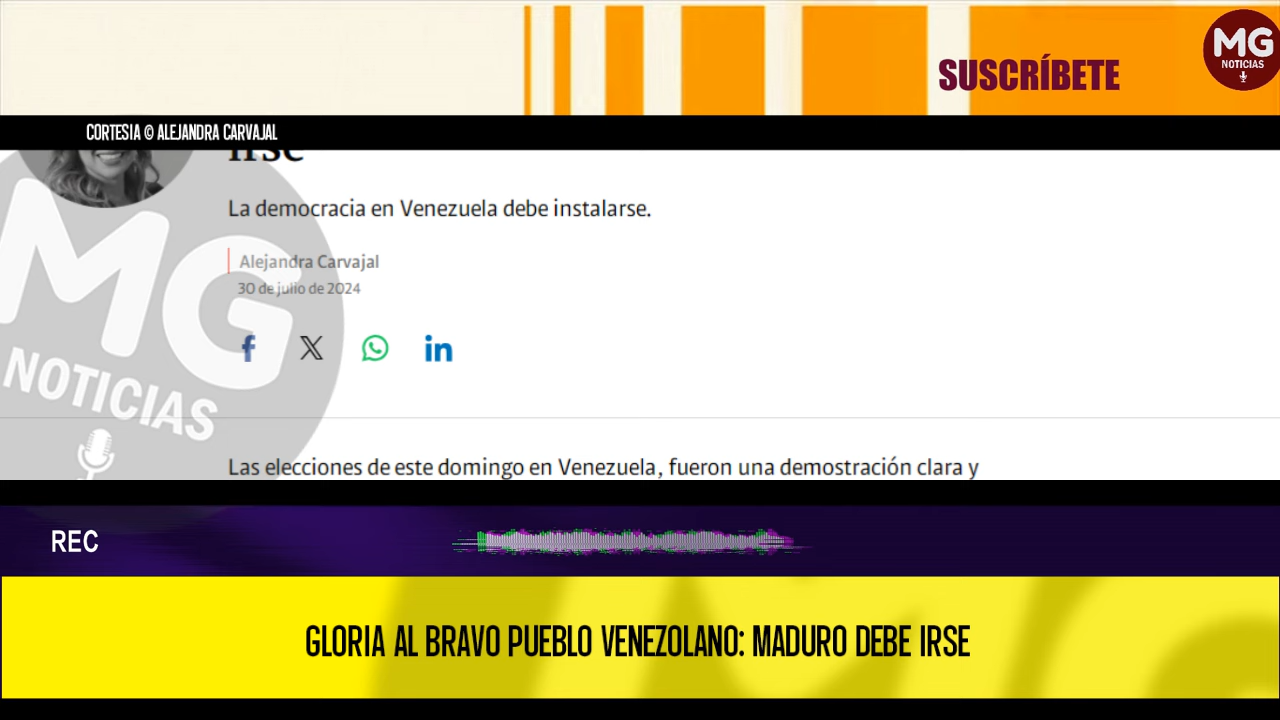 SUSCRÍBETE
MG
NOTICIAS
CORTESIA © ALEJANDRA CARVAJAL
irse
La democracia en Venezuela debe instalarse.
Alejandra Carvajal
30 de julio de 2024
MG
NOTICIAS
Las elecciones de este domingo en Venezuela, fueron una demostración clara y
REC
GLORIA AL BRAVO PUEBLO VENEZOLANO: MADURO DEBE IRSE